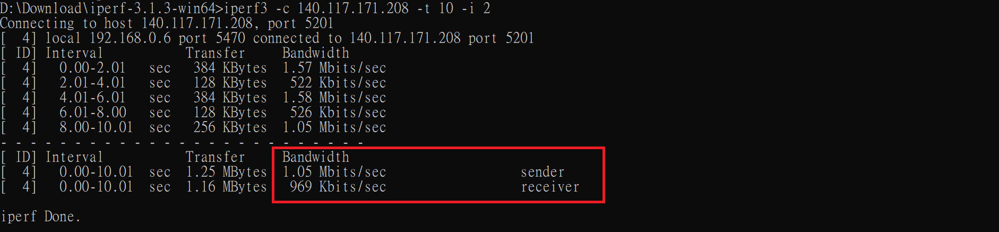 D:\Download\iperf-3.1.3-win64>iperf3 -c 140.117.171.208 -t 10 -i 2
Connecting to host 140.117.171.208, port 5201
[  4] local 192.168.0.6 port 5470 connected to 140.117.171.208 port 5201
[ ID] Interval           Transfer     Bandwidth
[  4]   0.00-2.01   sec   384 KBytes  1.57 Mbits/sec
[  4]   2.01-4.01   sec   128 KBytes   522 Kbits/sec
[  4]   4.01-6.01   sec   384 KBytes  1.58 Mbits/sec
[  4]   6.01-8.00   sec   128 KBytes   526 Kbits/sec
[  4]   8.00-10.01  sec   256 KBytes  1.05 Mbits/sec
- - - - - - - - - - - - - - - - - - - - - - - - -
[ ID] Interval           Transfer     Bandwidth
[  4]   0.00-10.01  sec  1.25 MBytes  1.05 Mbits/sec                  sender
[  4]   0.00-10.01  sec  1.16 MBytes   969 Kbits/sec                  receiver
iperf Done.